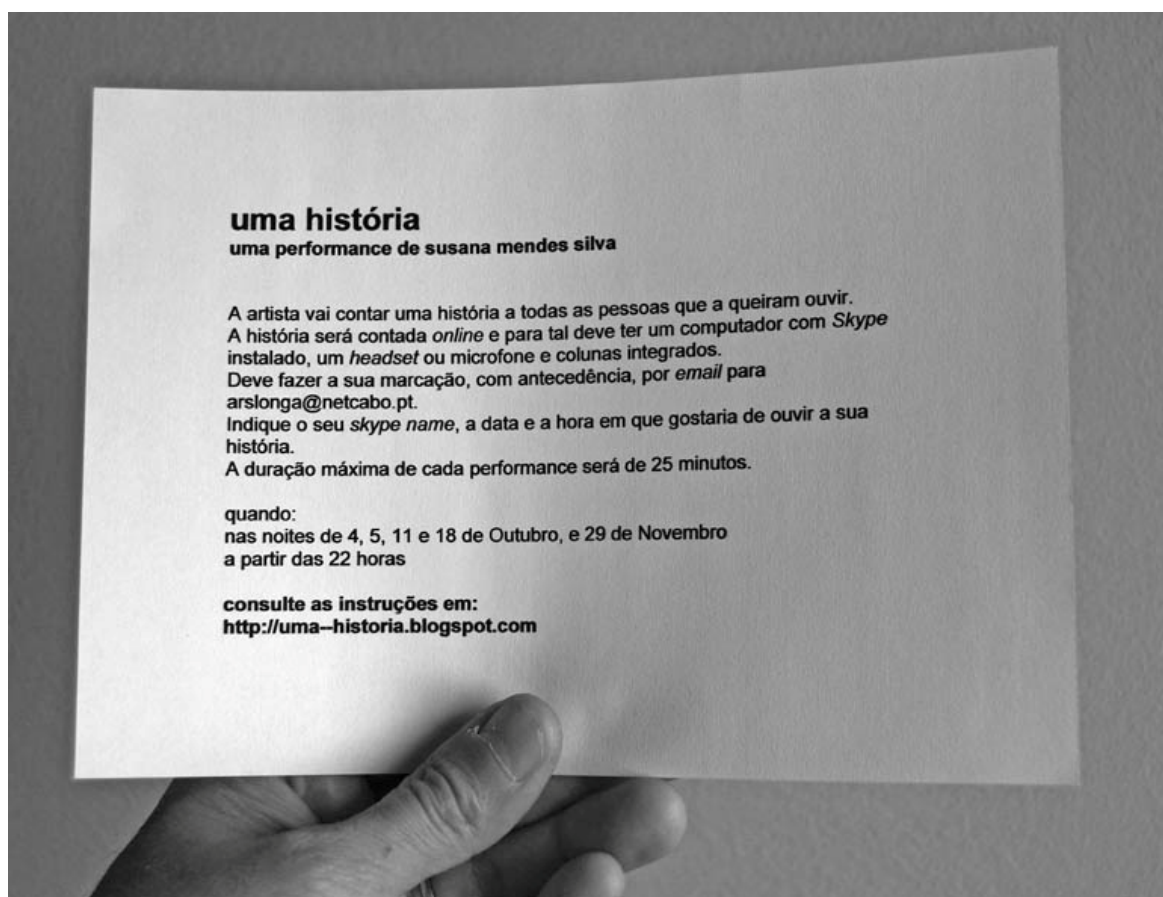 uma história
uma performance de susana mendes silva
A artista vai contar uma história a todas as pessoas que a queiram ouvir.
A história será contada online e para tal deve ter um computador com Skype
instalado, um headset ou microfone e colunas integrados.
Deve fazer a sua marcação, com antecedência, por email para
arslonga@netcabo.pt.
Indique o seu skype name, a data e a hora em que gostaria de ouvir a sua
história.
A duração máxima de cada performance será de 25 minutos.
quando:
nas noites de 4, 5, 11 e 18 de Outubro, e 29 de Novembro
a partir das 22 horas
consulte as instruções em:
http://uma--historia.blogspot.com